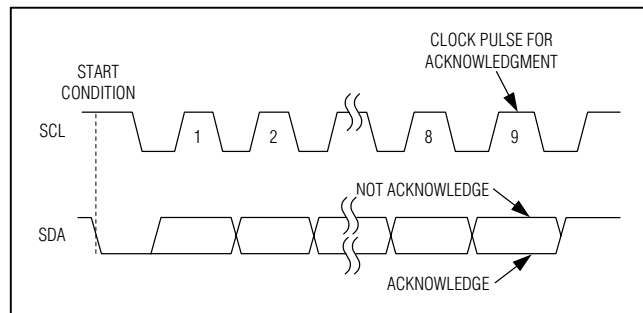 CLOCK PULSE FOR
ACKNOWLEDGMENT
START
CONDITION
SCL
1
2
8
9
NOT ACKNOWLEDGE
SDA
ACKNOWLEDGE